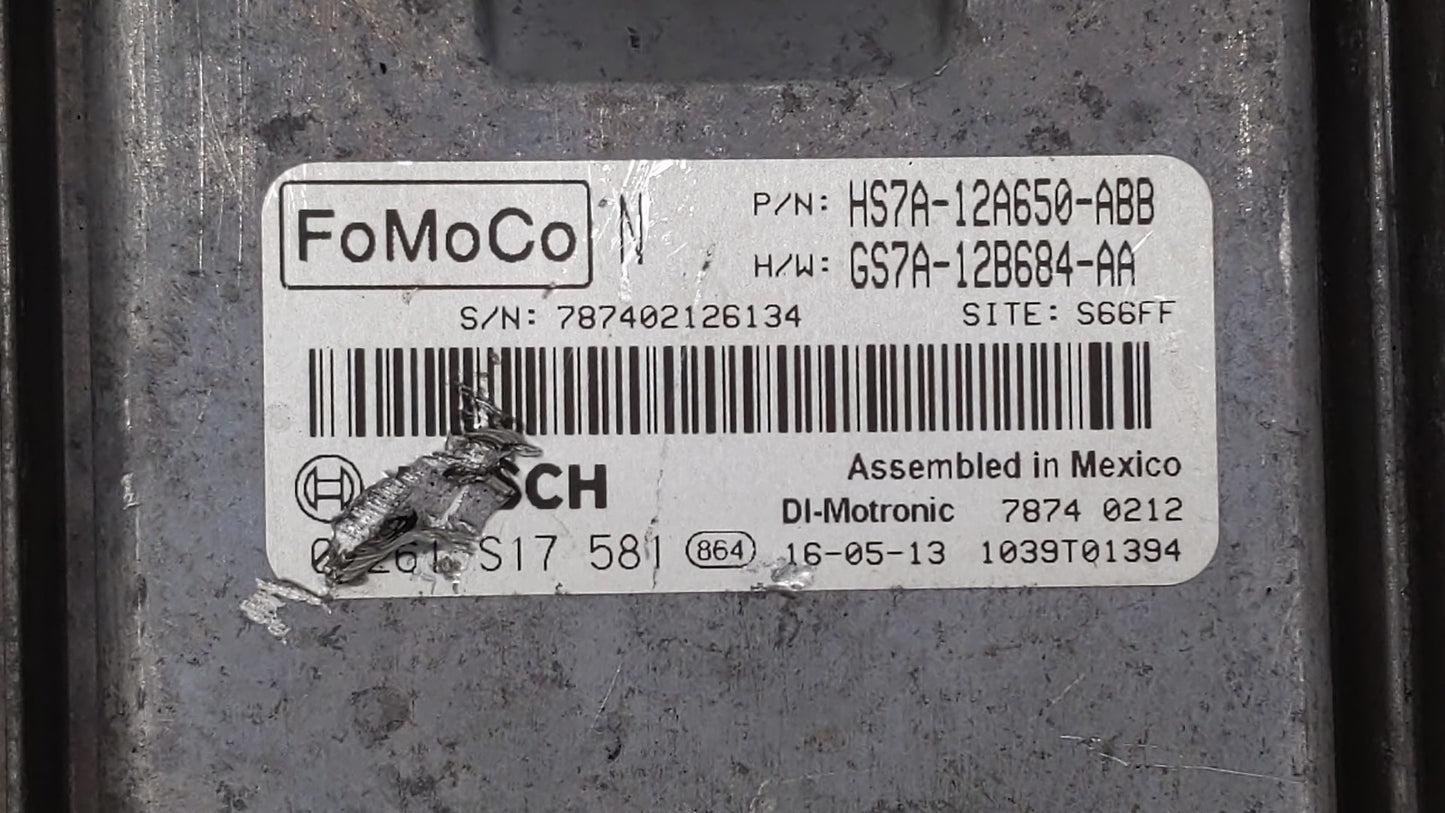 FoMoCo N
P/N: HS7A-12A650-ABB
H/W: GS7A-12B684-AA
S/N: 787402126134 SITE: S66FF
Assembled in Mexico
DI-Motronic 7874 0212
S17 581 864 16-05-13 1039T01394